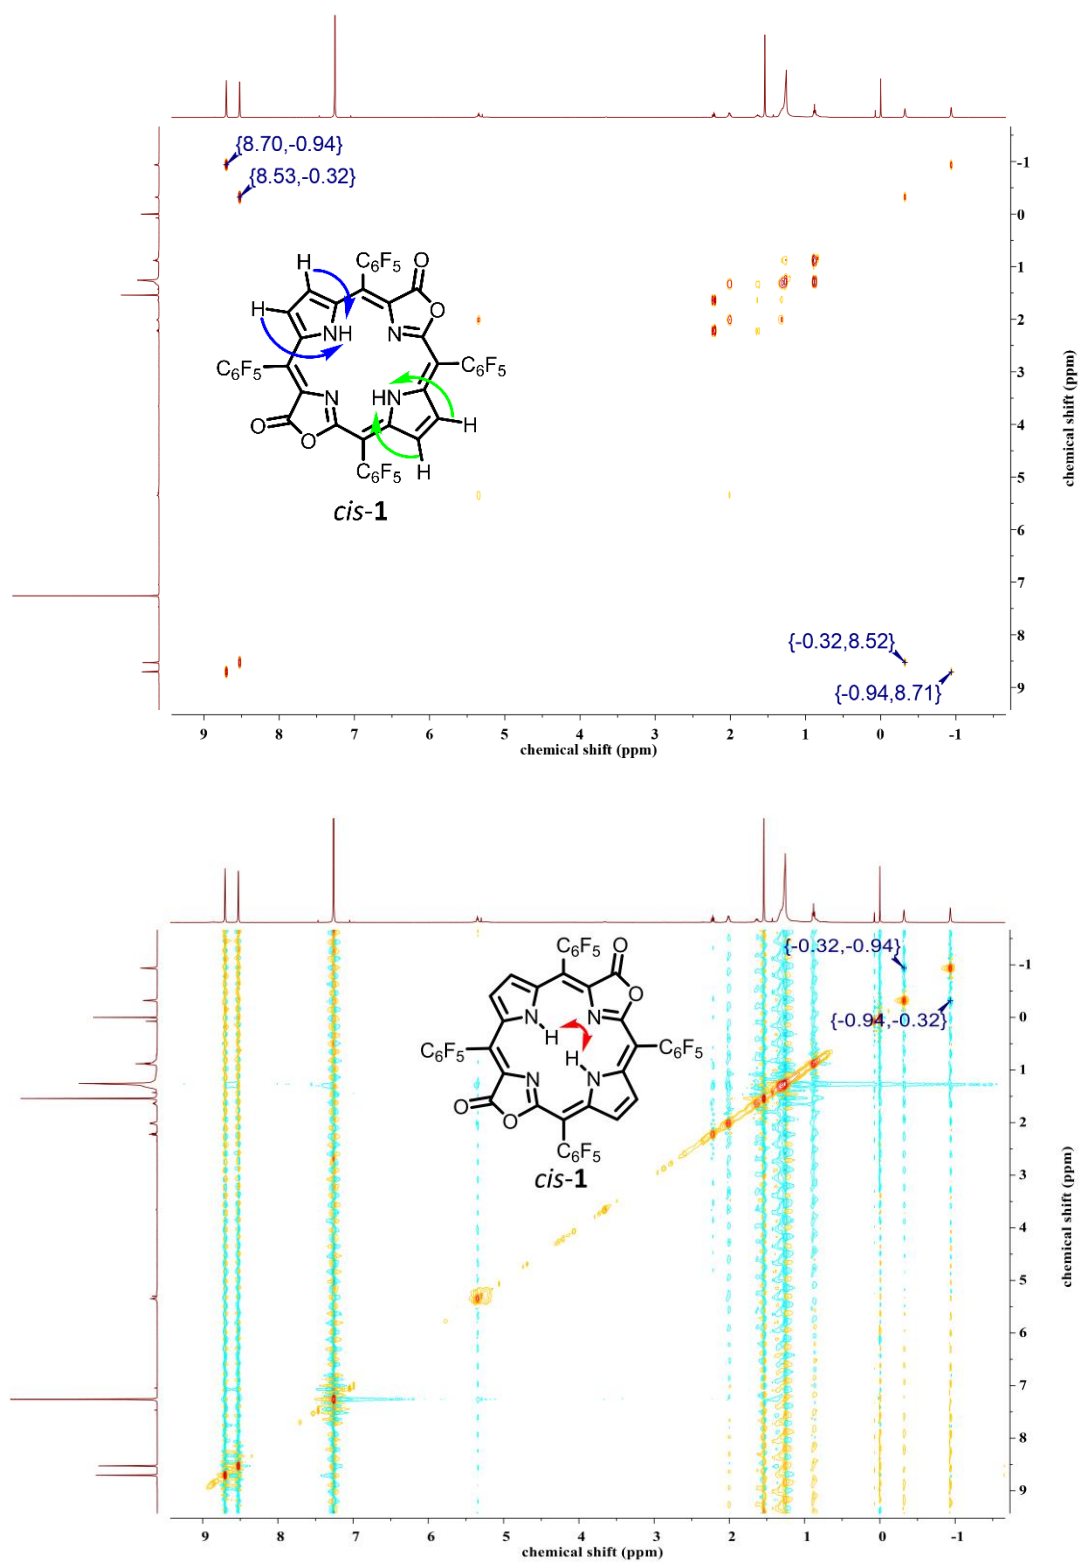 {8.70,-0.94}
{8.53,-0.32}
C6F5
O
H
O
H
NH
N
C6F5
C6F5
N
HN
H
O
O
H
C6F5
cis-1
{-0.32,8.52}
{-0.94,8.71}
-1
0
1
2
3
4
5
6
7
8
9
chemical shift (ppm)
9 8 7 6 5 4 3 2 1 0 -1
chemical shift (ppm)
{-0.32,-0.94}
{-0.94,-0.32}
C6F5
O
O
N
N
H
C6F5
H
C6F5
N
N
O
O
C6F5
cis-1
-1
0
1
2
3
4
5
6
7
8
9
chemical shift (ppm)
9 8 7 6 5 4 3 2 1 0 -1
chemical shift (ppm)